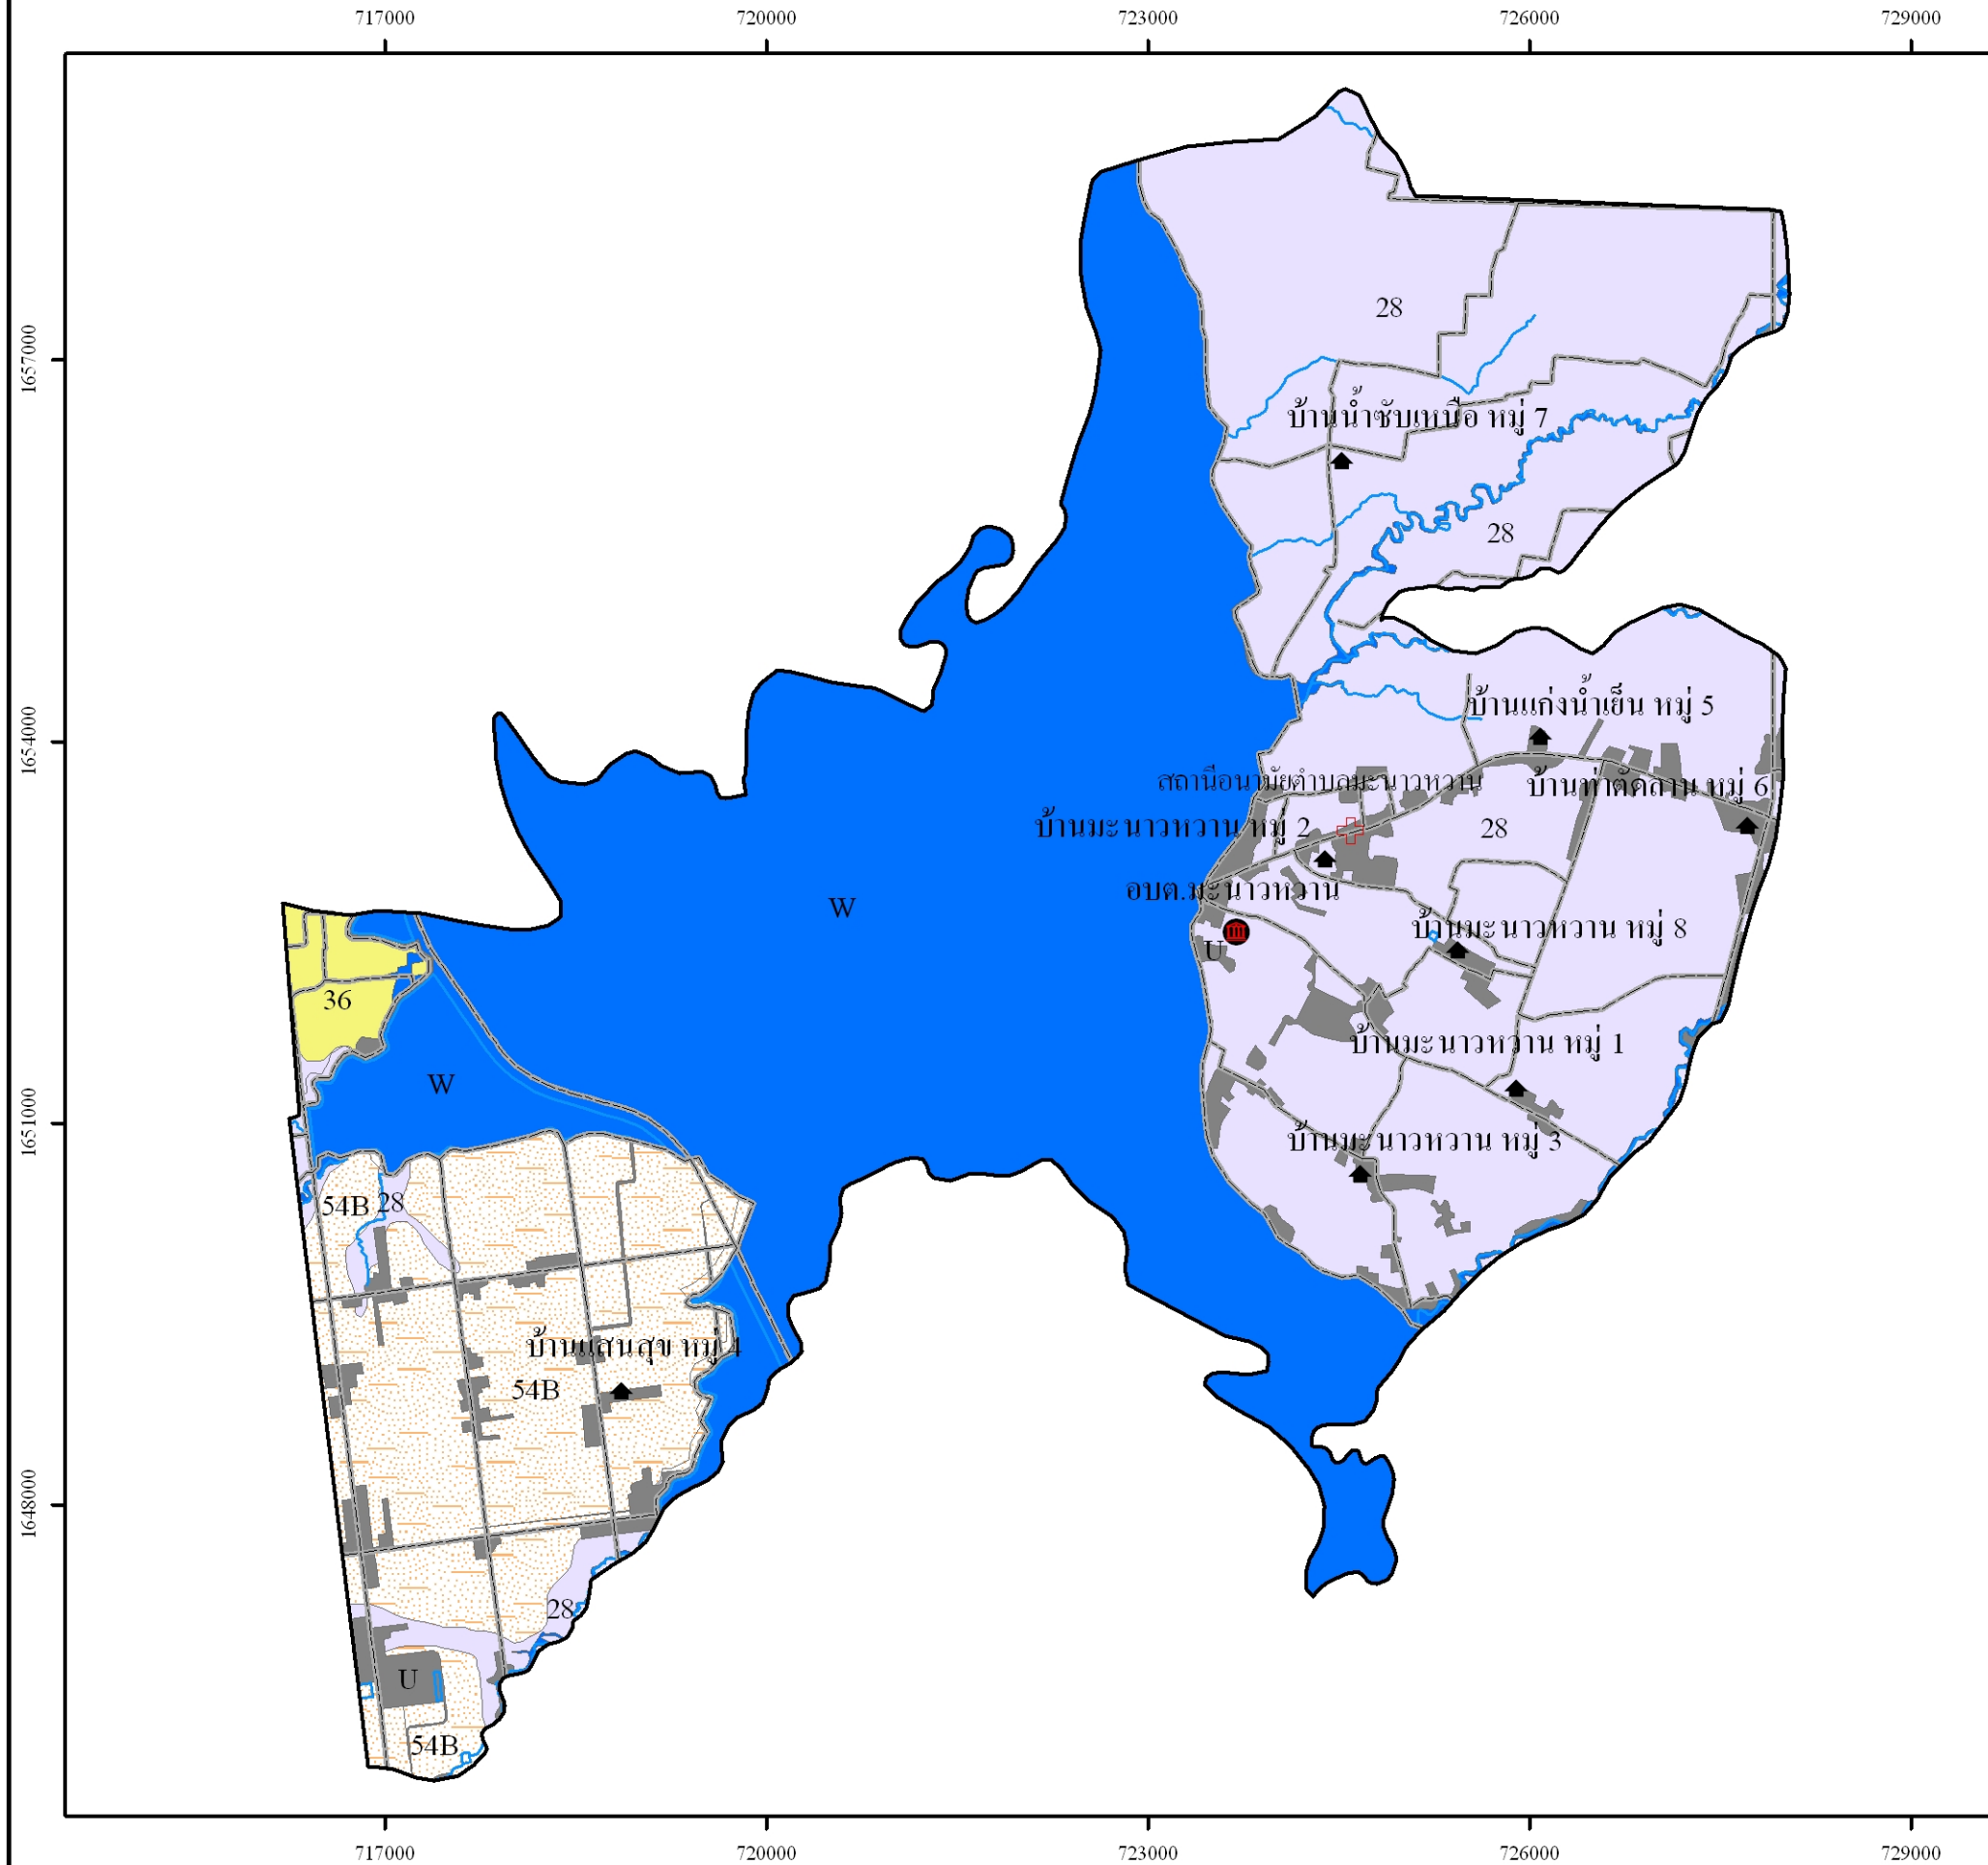 717000 720000 723000 726000 729000
1657000
1654000
1651000
1648000
28
บ้านน้ำซับเหนือ หมู่ 7
28
บ้านแก่งน้ำเย็น หมู่ 5
สถานีอนามัยตำบลมะนาวหวาน
บ้านท่าตัดลาน หมู่ 6
บ้านมะนาวหวาน หมู่ 2
28
อบต.มะนาวหวาน
W
บ้านมะนาวหวาน หมู่ 8
U
36
บ้านมะนาวหวาน หมู่ 1
W
บ้านมะนาวหวาน หมู่ 3
54B 28
บ้านแสนสุข หมู่ 4
54B
28
U
54B
717000 720000 723000 726000 729000